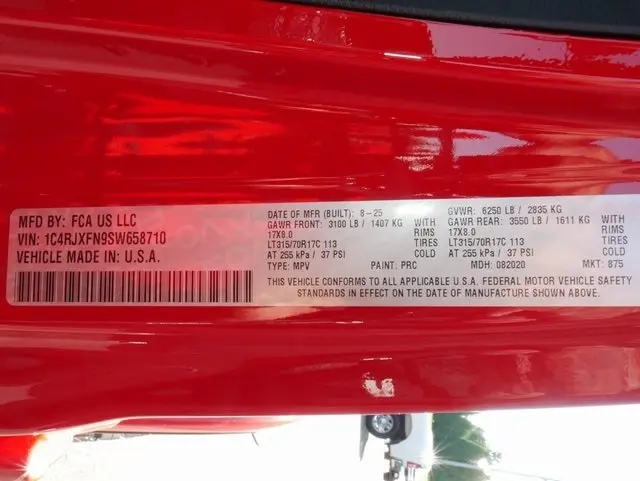 MFD BY: FCA US LLC
VIN: 1C4RJXFN9SW658710
VEHICLE MADE IN: U.S.A.
DATE OF MFR (BUILT): 8-25 GVWR: 6250 LB / 2835 KG
GAWR FRONT: 3100 LB / 1407 KG WITH GAWR REAR: 3550 LB / 1611 KG WITH
17X8.0 RIMS 17X8.0 RIMS
LT315/70R17C 113 TIRES LT315/70R17C 113 TIRES
AT 255 kPa / 37 PSI COLD AT 255 kPa / 37 PSI COLD
TYPE: MPV PAINT: PRC MDH: 082020 MKT: 875
THIS VEHICLE CONFORMS TO ALL APPLICABLE U.S.A. FEDERAL MOTOR VEHICLE SAFETY
STANDARDS IN EFFECT ON THE DATE OF MANUFACTURE SHOWN ABOVE.